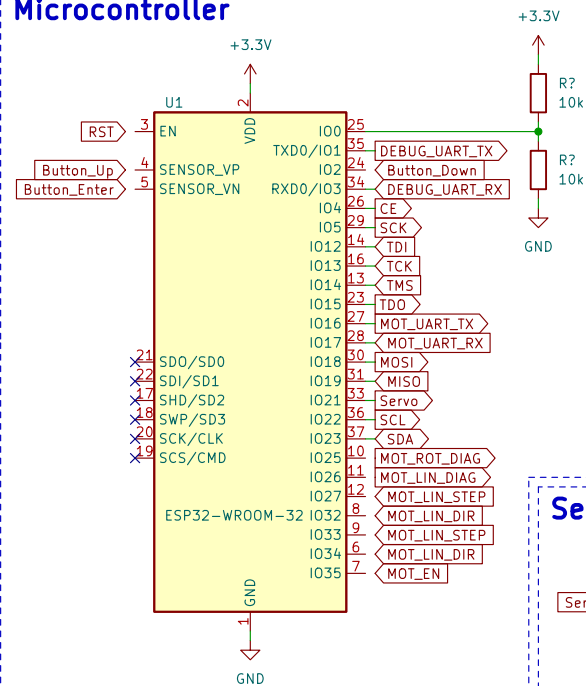 Microcontroller
+3.3V
+3.3V
U1
R?
10k
2
VDD
RST 3 EN
IO0 25
TXD0/IO1 35 DEBUG_UART_TX
R?
10k
Button_Up 4 SENSOR_VP
IO2 24 Button_Down
Button_Enter 5 SENSOR_VN
RXD0/IO3 34 DEBUG_UART_RX
IO4 26 CE
IO5 29 SCK
GND
IO12 14 TDI
IO13 16 TCK
IO14 13 TMS
IO15 23 TDO
IO16 27 MOT_UART_TX
IO17 28 MOT_UART_RX
21 SDO/SD0
IO18 30 MOSI
22 SDI/SD1
IO19 31 MISO
17 SHD/SD2
IO21 33 Servo
18 SWP/SD3
IO22 36 SCL
20 SCK/CLK
IO23 37 SDA
19 SCS/CMD
IO25 10 MOT_ROT_DIAG
IO26 11 MOT_LIN_DIAG
IO27 12 MOT_LIN_STEP
ESP32-WROOM-32
IO32 8 MOT_LIN_DIR
IO33 9 MOT_LIN_STEP
IO34 6 MOT_LIN_DIR
IO35 7 MOT_EN
GND
1
GND
Se
Ser